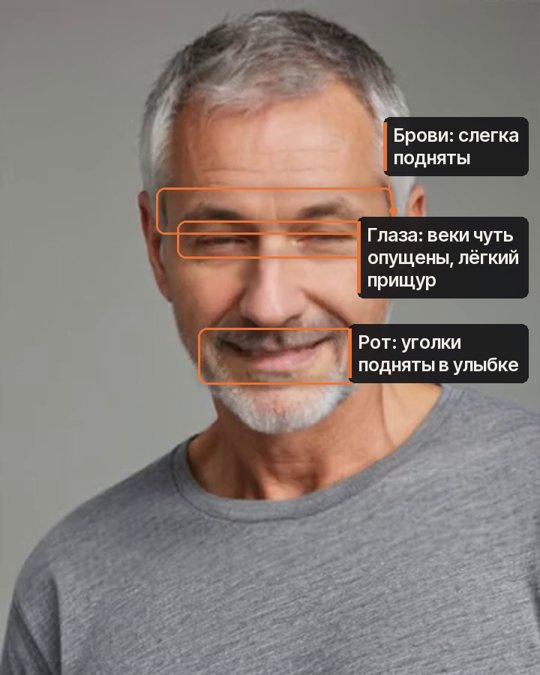 Брови: слегка
подняты
Глаза: веки чуть
опущены, лёгкий
прищур
Рот: уголки
подняты в улыбке